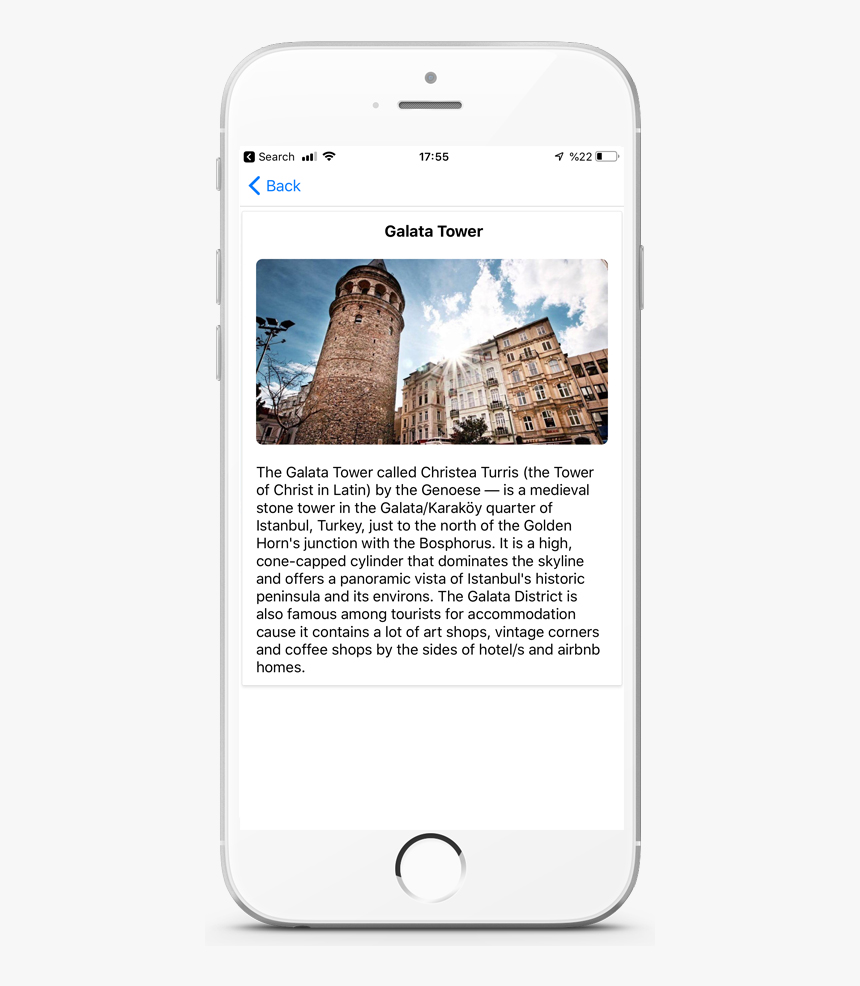 Search 17:55 %22
Back
Galata Tower
The Galata Tower called Christea Turris (the Tower
of Christ in Latin) by the Genoese — is a medieval
stone tower in the Galata/Karaköy quarter of
Istanbul, Turkey, just to the north of the Golden
Horn's junction with the Bosphorus. It is a high,
cone-capped cylinder that dominates the skyline
and offers a panoramic vista of Istanbul's historic
peninsula and its environs. The Galata District is
also famous among tourists for accommodation
cause it contains a lot of art shops, vintage corners
and coffee shops by the sides of hotel/s and airbnb
homes.